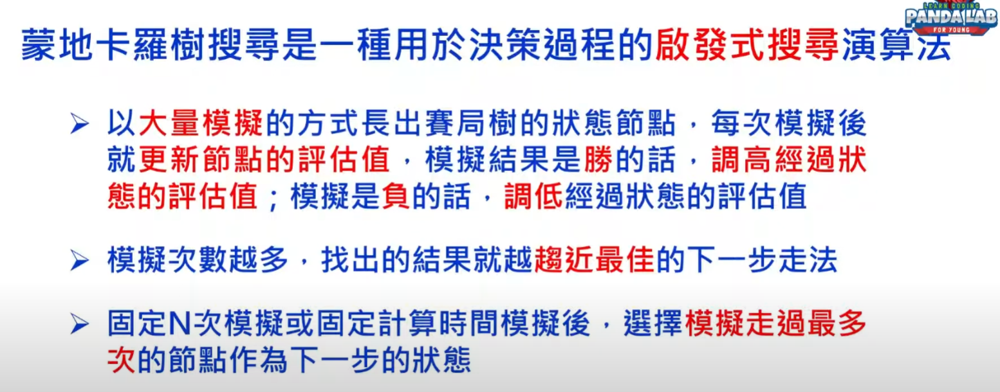 LEARN CODING
PANDA LAB
FOR YOUNG
蒙地卡羅樹搜尋是一種用於決策過程的啟發式搜尋演算法
➢ 以大量模擬的方式長出賽局樹的狀態節點，每次模擬後
就更新節點的評估值，模擬結果是勝的話，調高經過狀
態的評估值；模擬是負的話，調低經過狀態的評估值
➢ 模擬次數越多，找出的結果就越趨近最佳的下一步走法
➢ 固定N次模擬或固定計算時間模擬後，選擇模擬走過最多
次的節點作為下一步的狀態